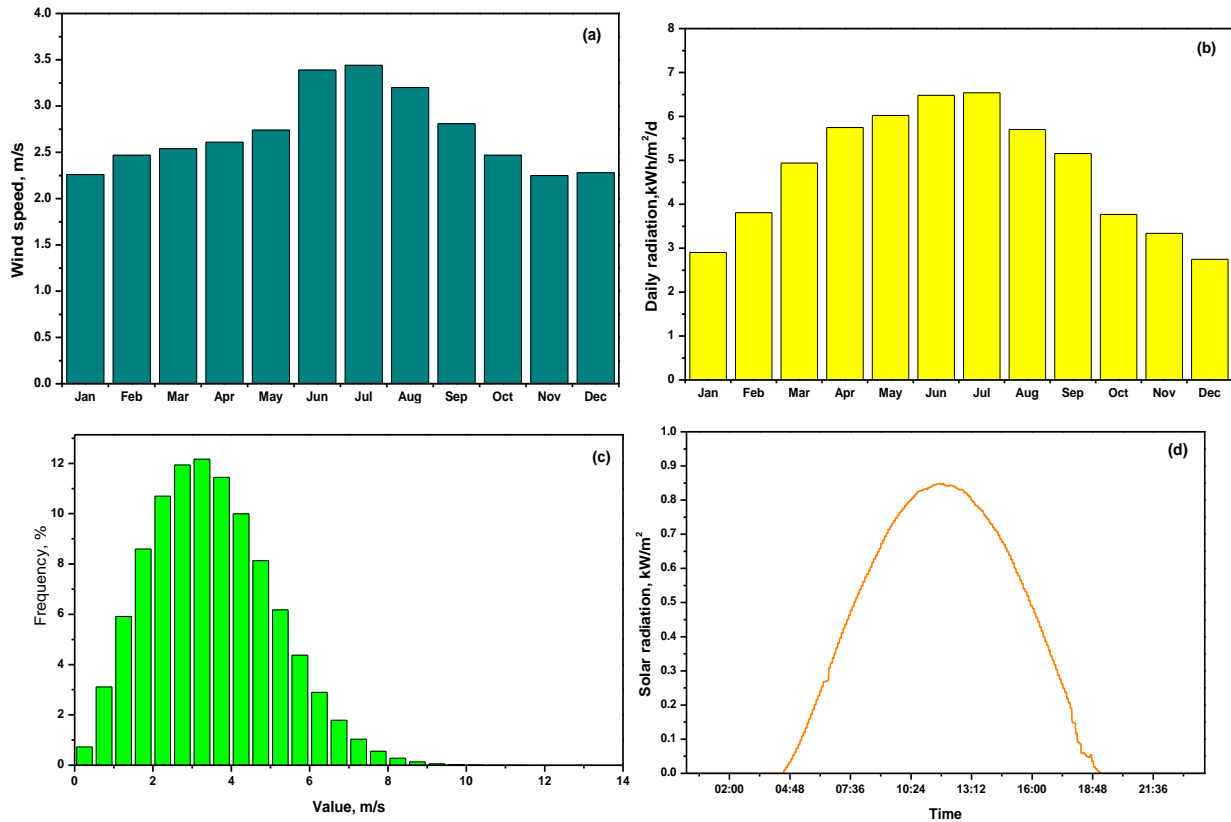 (a)
Wind speed, m/s
4.0
3.5
3.0
2.5
2.0
1.5
1.0
0.5
0.0
Jan Feb Mar Apr May Jun Jul Aug Sep Oct Nov Dec
(b)
Daily radiation,kWh/m²/d
8
7
6
5
4
3
2
1
0
Jan Feb Mar Apr May Jun Jul Aug Sep Oct Nov Dec
(c)
Frequency, %
12
10
8
6
4
2
0
0 2 4 6 8 10 12 14
Value, m/s
(d)
Solar radiation, kW/m²
1.0
0.9
0.8
0.7
0.6
0.5
0.4
0.3
0.2
0.1
0.0
02:00 04:48 07:36 10:24 13:12 16:00 18:48 21:36
Time